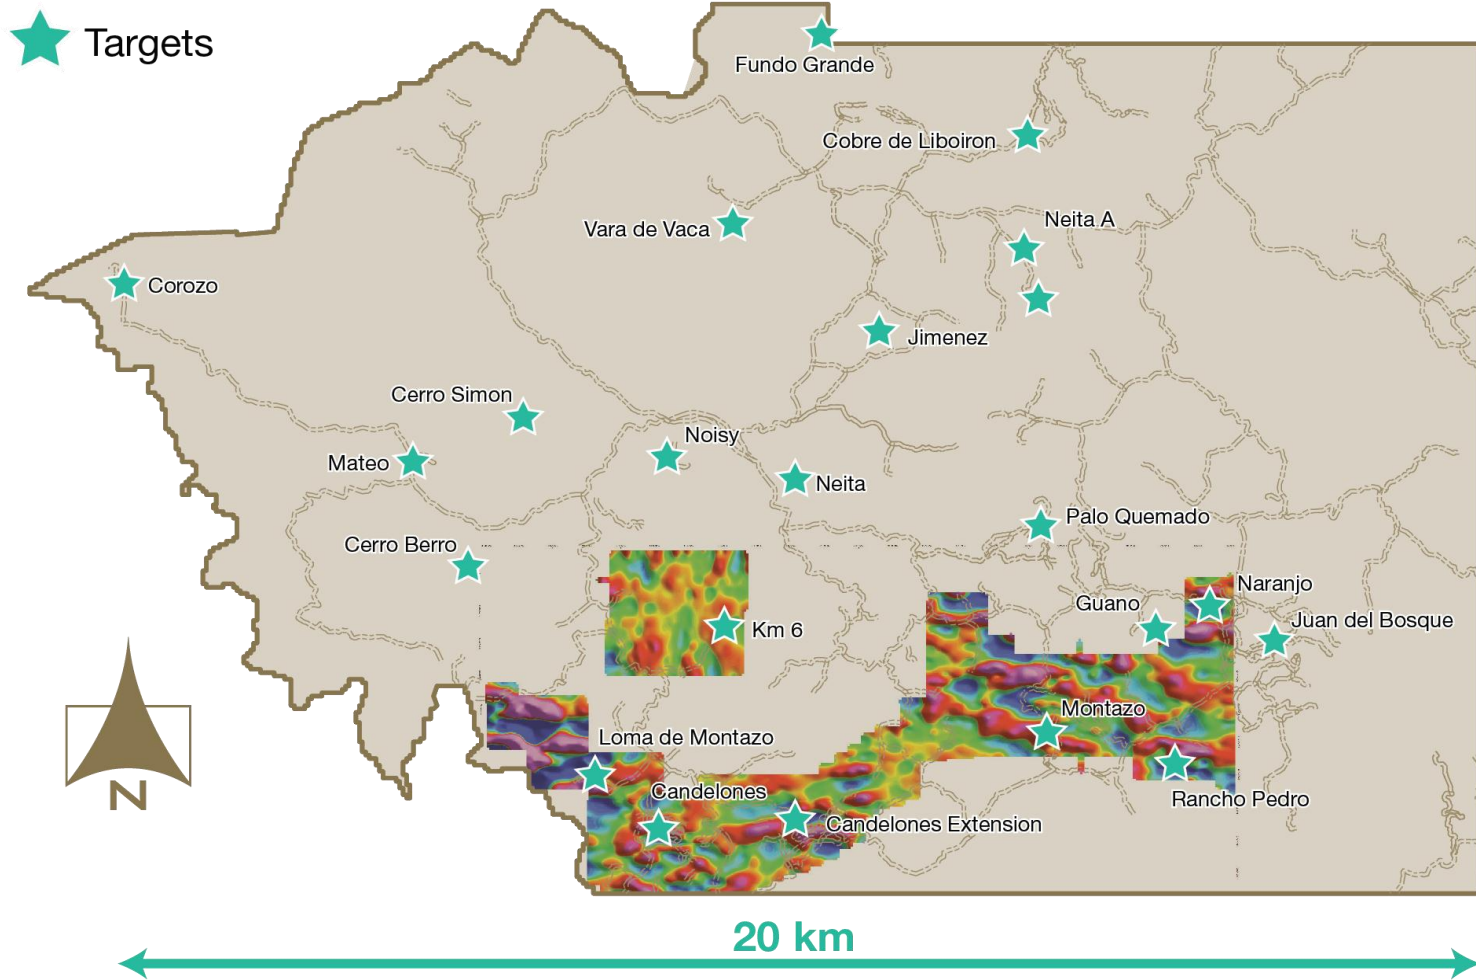 Targets
Fundo Grande
Cobre de Liboiron
Neita A
Vara de Vaca
Corozo
Jimenez
Cerro Simon
Noisy
Mateo
Neita
Palo Quemado
Cerro Berro
Naranjo
Guano
Juan del Bosque
Km 6
Montazo
Loma de Montazo
Candelones
Rancho Pedro
Candelones Extension
N
20 km